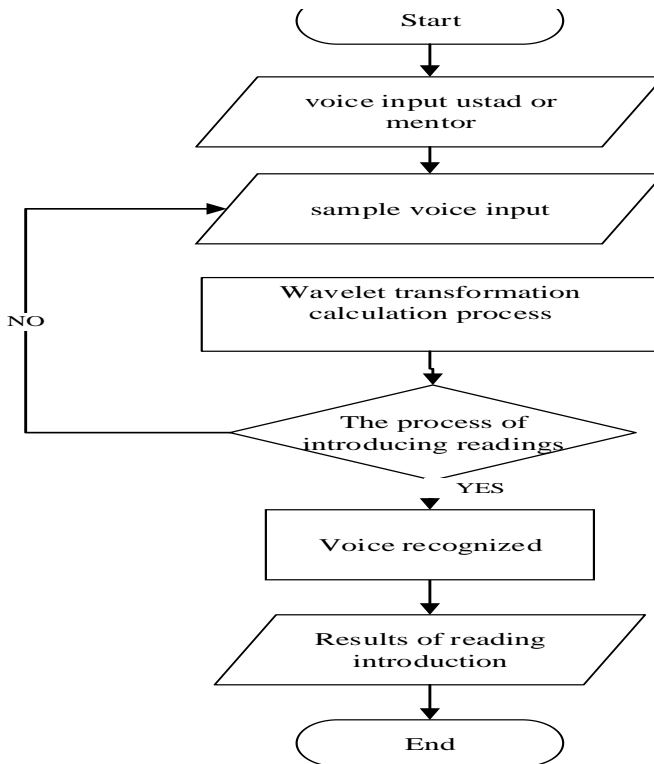 Start
voice input ustad or
mentor
sample voice input
Wavelet transformation
calculation process
NO
The process of
introducing readings
YES
Voice recognized
Results of reading
introduction
End